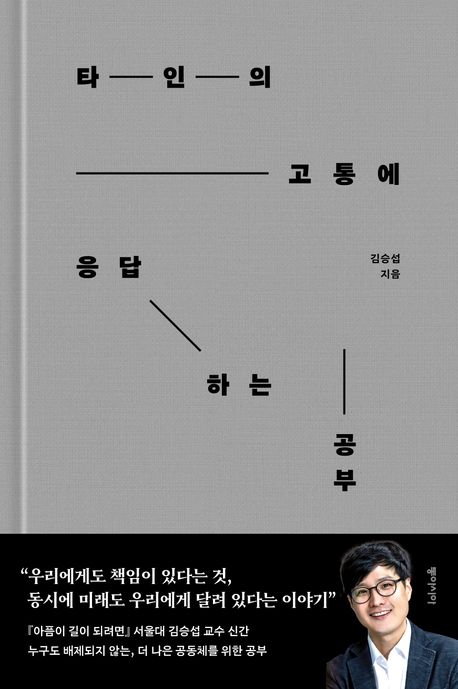 타 인 의
고 통 에
응 답
김승섭
지음
하 는
공
부
“우리에게도 책임이 있다는 것,
동시에 미래도 우리에게 달려 있다는 이야기”
『아픔이 길이 되려면』 서울대 김승섭 교수 신간
누구도 배제되지 않는, 더 나은 공동체를 위한 공부
동아시아